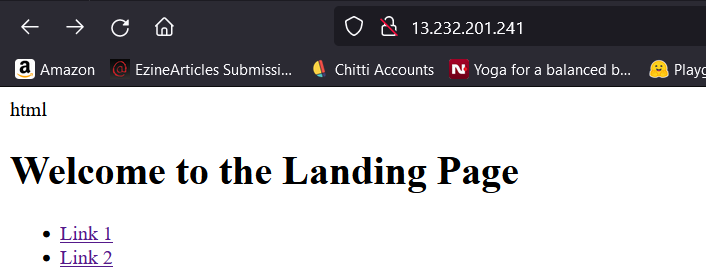 13.232.201.241
Amazon EzineArticles Submissi... Chitti Accounts Yoga for a balanced b... Playg
html
Welcome to the Landing Page
Link 1
Link 2